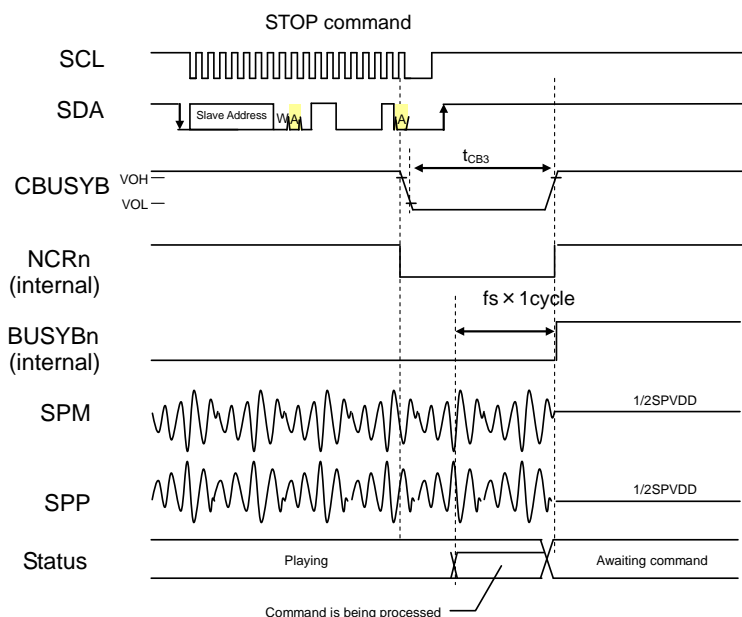 STOP command
SCL
SDA
Slave Address
W
A
A
tCB3
CBUSYB
VOH
VOL
NCRn
(internal)
fs × 1cycle
BUSYBn
(internal)
SPM
1/2SPVDD
SPP
1/2SPVDD
Status
Playing
Awaiting command
Command is being processed